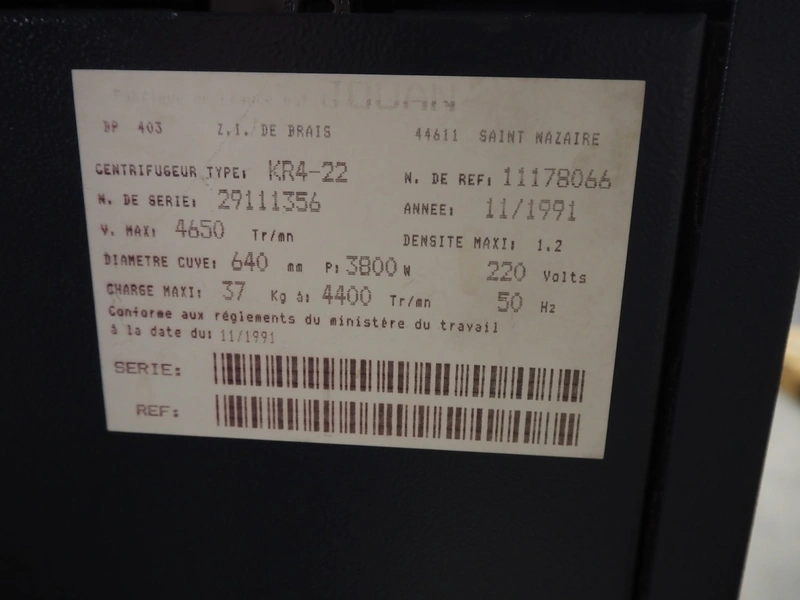 JOUAN
BP 403 Z.I. DE BRAIS 44611 SAINT NAZAIRE
CENTRIFUGEUR TYPE: KR4-22 N. DE REF: 11178066
N. DE SERIE: 29111356 ANNEE: 11/1991
V. MAX: 4650 Tr/mn DENSITE MAXI: 1.2
DIAMETRE CUVE: 640 mm P: 3800 W 220 Volts
CHARGE MAXI: 37 Kg à: 4400 Tr/mn 50 Hz
Conforme aux réglements du ministère du travail
à la date du: 11/1991
SERIE:
REF: